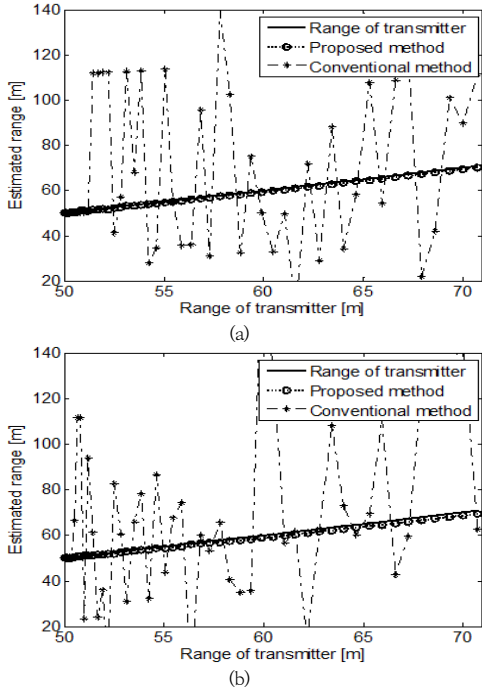 140
120
100
80
60
40
20
Estimated range [m]
Range of transmitter
Proposed method
Conventional method
50
55
60
65
70
Range of transmitter [m]
(a)
140
120
100
80
60
40
20
Estimated range [m]
Range of transmitter
Proposed method
Conventional method
50
55
60
65
70
Range of transmitter [m]
(b)